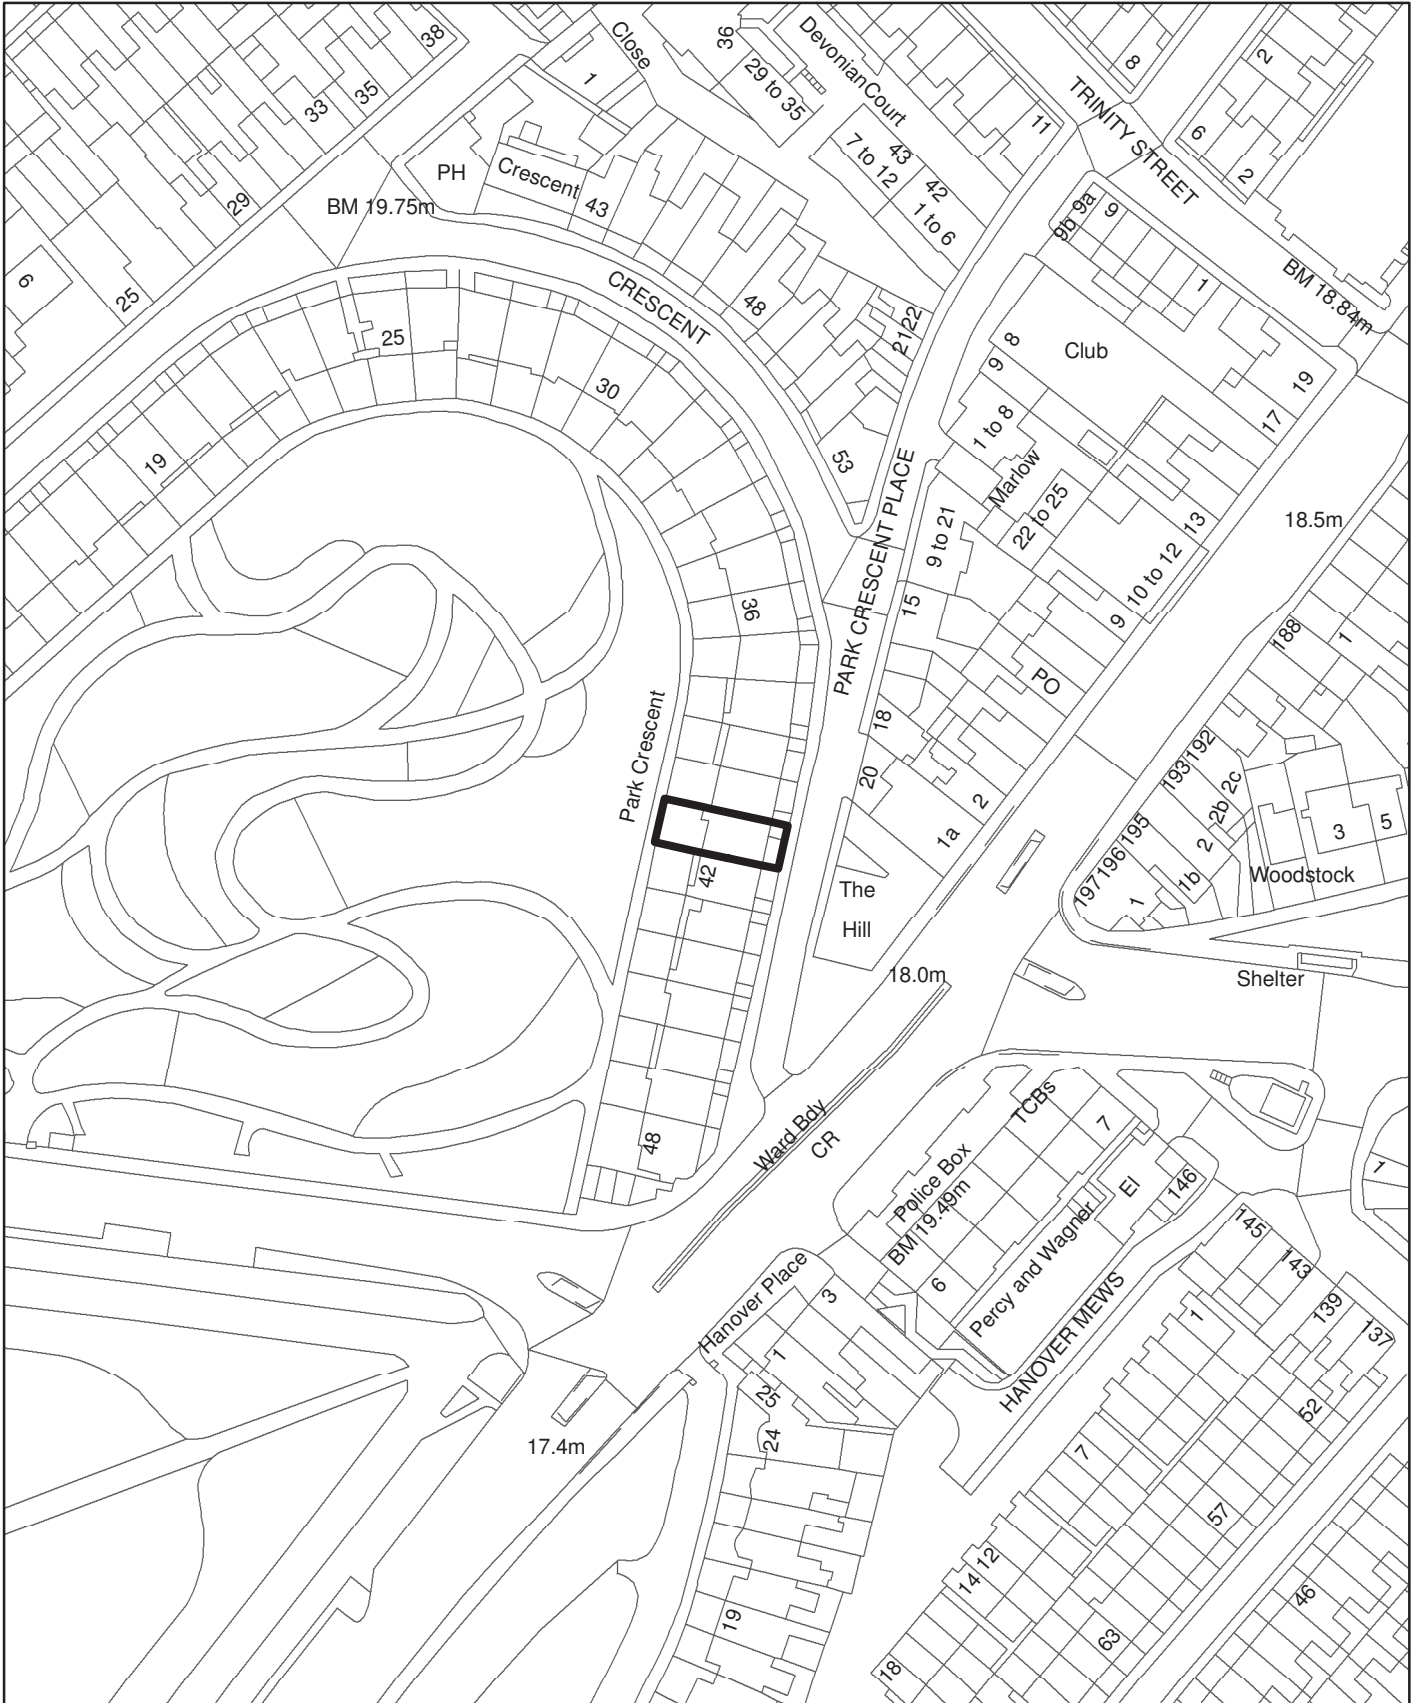 38
Close
36
Devonian Court
8
2
1
29 to 35
TRINITY STREET
33
35
11
6
43
7 to 12
PH
Crescent
43
42
1 to 6
2
29
BM 19.75m
9b
9a
9
6
25
CRESCENT
48
1
BM 18.84m
25
21
22
8
Club
9
30
19
1 to 8
17
19
53
Marlow
PARK CRESCENT PLACE
22 to 25
9 to 21
13
18.5m
10 to 12
36
15
9
188
1
PO
Park Crescent
18
192
193
20
2
2c
2b
195
1a
3
5
42
The
Hill
196
197
2
1b
1
Woodstock
18.0m
Shelter
TCBs
Ward Bdy
CR
7
48
Police Box
BM 19.49m
El
146
1
Percy and Wagner
145
143
6
Hanover Place
3
HANOVER MEWS
1
139
137
1
25
24
52
17.4m
7
57
12
14
19
46
63
18